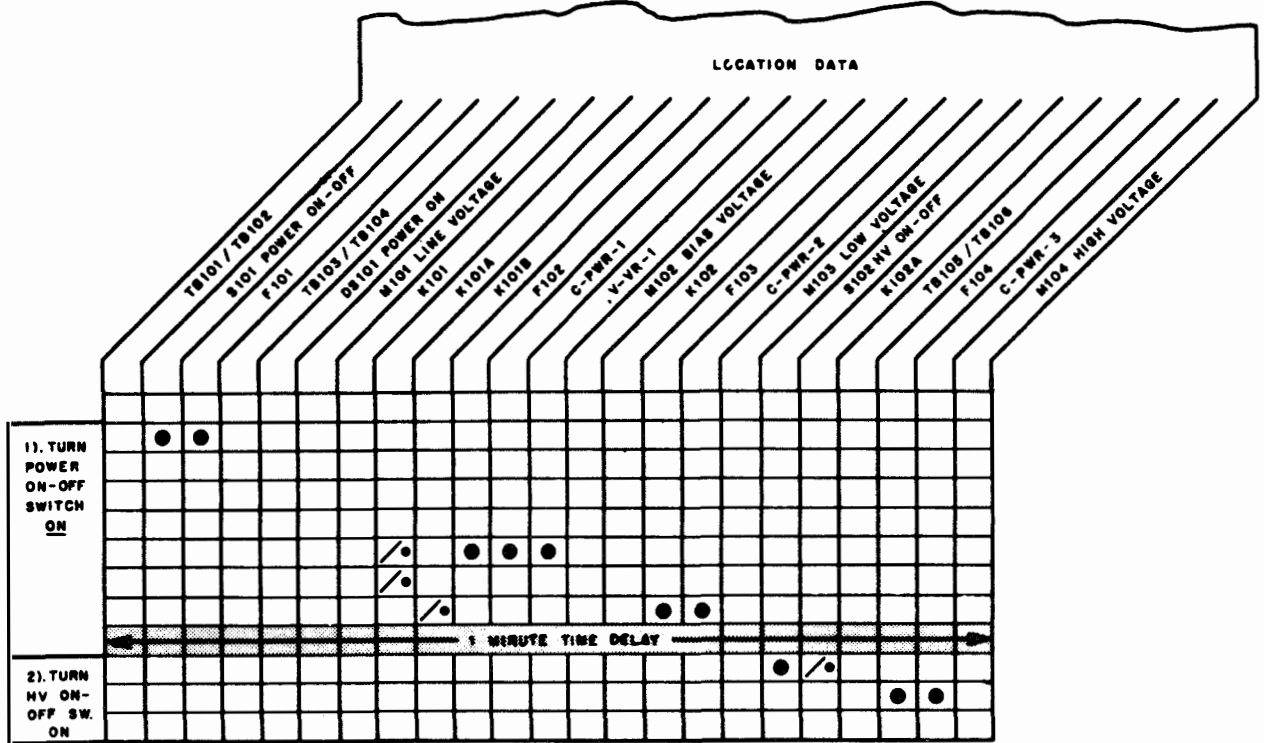 LOCATION DATA
TB101/TB102
S101 POWER ON-OFF
F101
TB103/TB104
DS101 POWER ON
M101 LINE VOLTAGE
K101
K101A
K101B
F102
C-PWR-1
V-VR-1
M102 BIAS VOLTAGE
K102
F103
C-PWR-2
M103 LOW VOLTAGE
S102 HV ON-OFF
K102A
TB105/TB106
F104
C-PWR-3
M104 HIGH VOLTAGE
1). TURN
POWER
ON-OFF
SWITCH
ON
1 MINUTE TIME DELAY
2). TURN
HV ON-
OFF SW.
ON